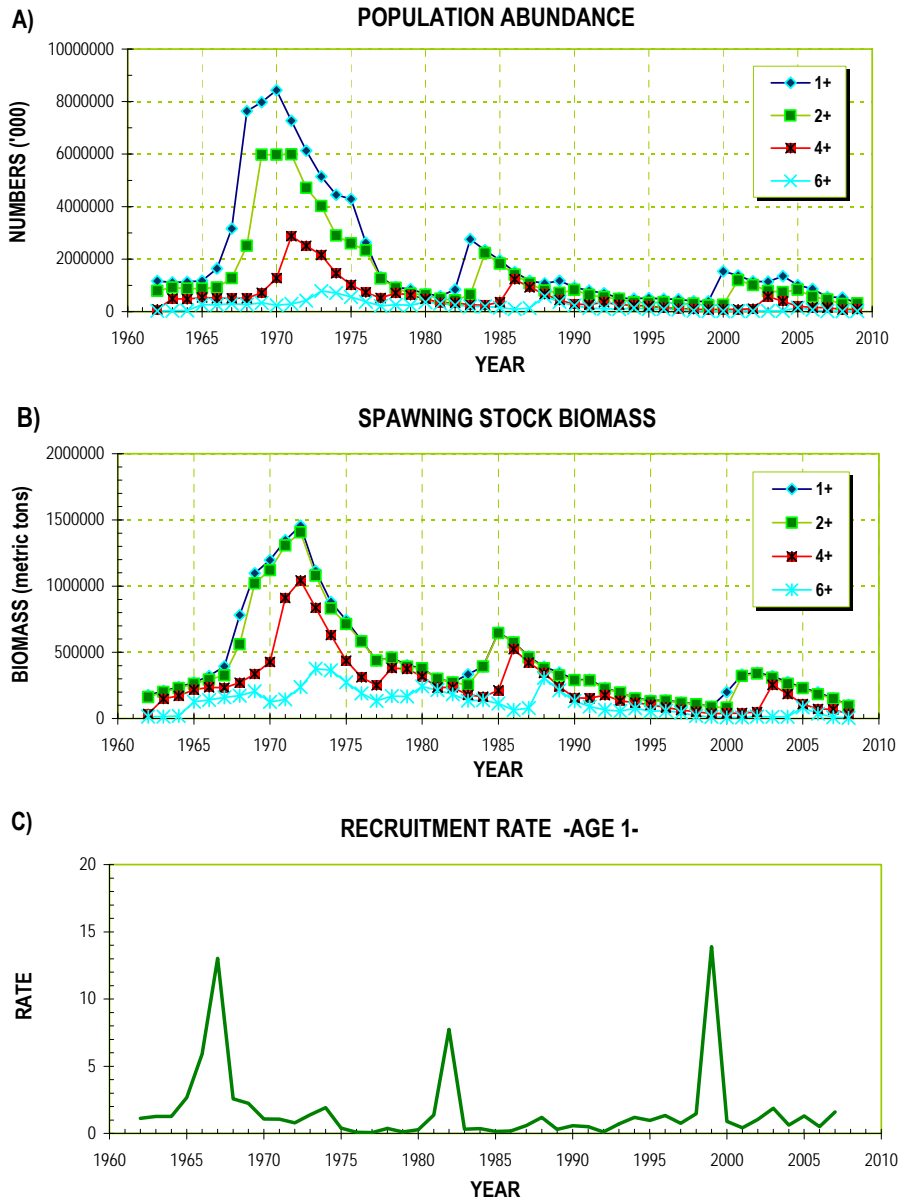 A)
POPULATION ABUNDANCE
10000000
8000000
6000000
4000000
2000000
0
NUMBERS ('000)
1+
2+
4+
6+
1960 1965 1970 1975 1980 1985 1990 1995 2000 2005 2010
YEAR
B)
SPAWNING STOCK BIOMASS
2000000
1500000
1000000
500000
0
BIOMASS (metric tons)
1+
2+
4+
6+
1960 1965 1970 1975 1980 1985 1990 1995 2000 2005 2010
YEAR
C)
RECRUITMENT RATE -AGE 1-
20
15
10
5
0
RATE
1960 1965 1970 1975 1980 1985 1990 1995 2000 2005 2010
YEAR